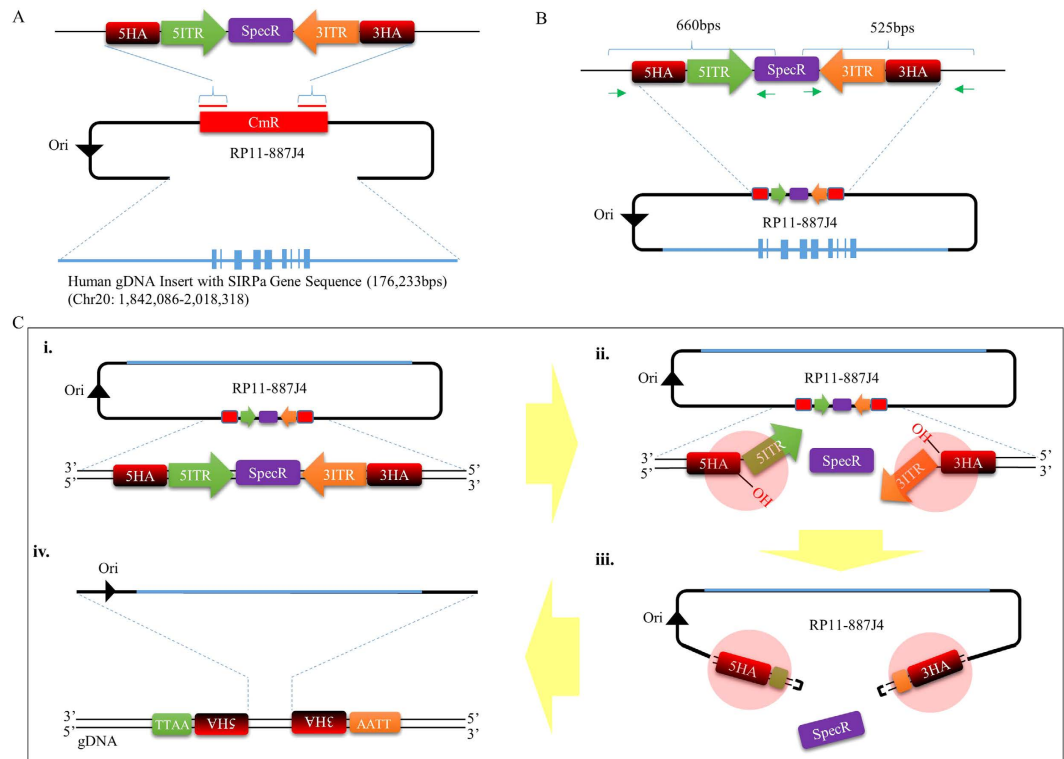 A
5HA 5ITR SpecR 3ITR 3HA
CmR
Ori
RP11-887J4
Human gDNA Insert with SIRPa Gene Sequence (176,233bps)
(Chr20: 1,842,086-2,018,318)
B
660bps 525bps
5HA 5ITR SpecR 3ITR 3HA
RP11-887J4
Ori
C
i.
Ori
RP11-887J4
3’ 5’
5’ 3’
5HA 5ITR SpecR 3ITR 3HA
ii.
Ori
RP11-887J4
OH
3’ 5’
5’ 3’
5HA 5ITR SpecR 3ITR 3HA
OH
iii.
Ori
RP11-887J4
5HA 3HA
SpecR
iv.
Ori
3’ 5’
5’ 3’
TTAA 5HA 3HA AATT
gDNA